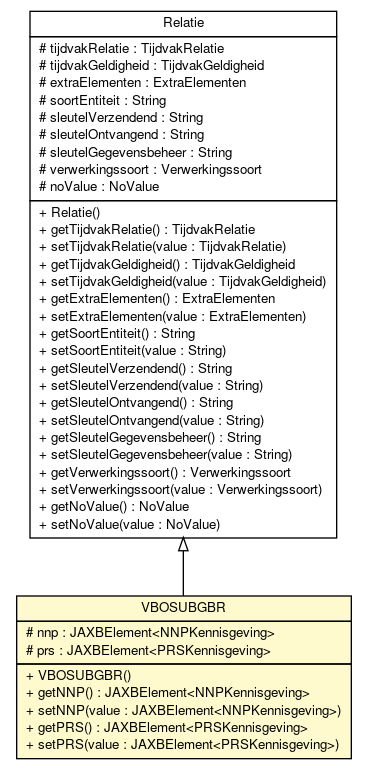 Relatie
# tijdvakRelatie : TijdvakRelatie
# tijdvakGeldigheid : TijdvakGeldigheid
# extraElementen : ExtraElementen
# soortEntiteit : String
# sleutelVerzendend : String
# sleutelOntvangend : String
# sleutelGegevensbeheer : String
# verwerkingssoort : Verwerkingssoort
# noValue : NoValue
+ Relatie()
+ getTijdvakRelatie() : TijdvakRelatie
+ setTijdvakRelatie(value : TijdvakRelatie)
+ getTijdvakGeldigheid() : TijdvakGeldigheid
+ setTijdvakGeldigheid(value : TijdvakGeldigheid)
+ getExtraElementen() : ExtraElementen
+ setExtraElementen(value : ExtraElementen)
+ getSoortEntiteit() : String
+ setSoortEntiteit(value : String)
+ getSleutelVerzendend() : String
+ setSleutelVerzendend(value : String)
+ getSleutelOntvangend() : String
+ setSleutelOntvangend(value : String)
+ getSleutelGegevensbeheer() : String
+ setSleutelGegevensbeheer(value : String)
+ getVerwerkingssoort() : Verwerkingssoort
+ setVerwerkingssoort(value : Verwerkingssoort)
+ getNoValue() : NoValue
+ setNoValue(value : NoValue)
VBOSUBGBR
# nnp : JAXBElement<NNPKennisgeving>
# prs : JAXBElement<PRSKennisgeving>
+ VBOSUBGBR()
+ getNNP() : JAXBElement<NNPKennisgeving>
+ setNNP(value : JAXBElement<NNPKennisgeving>)
+ getPRS() : JAXBElement<PRSKennisgeving>
+ setPRS(value : JAXBElement<PRSKennisgeving>)